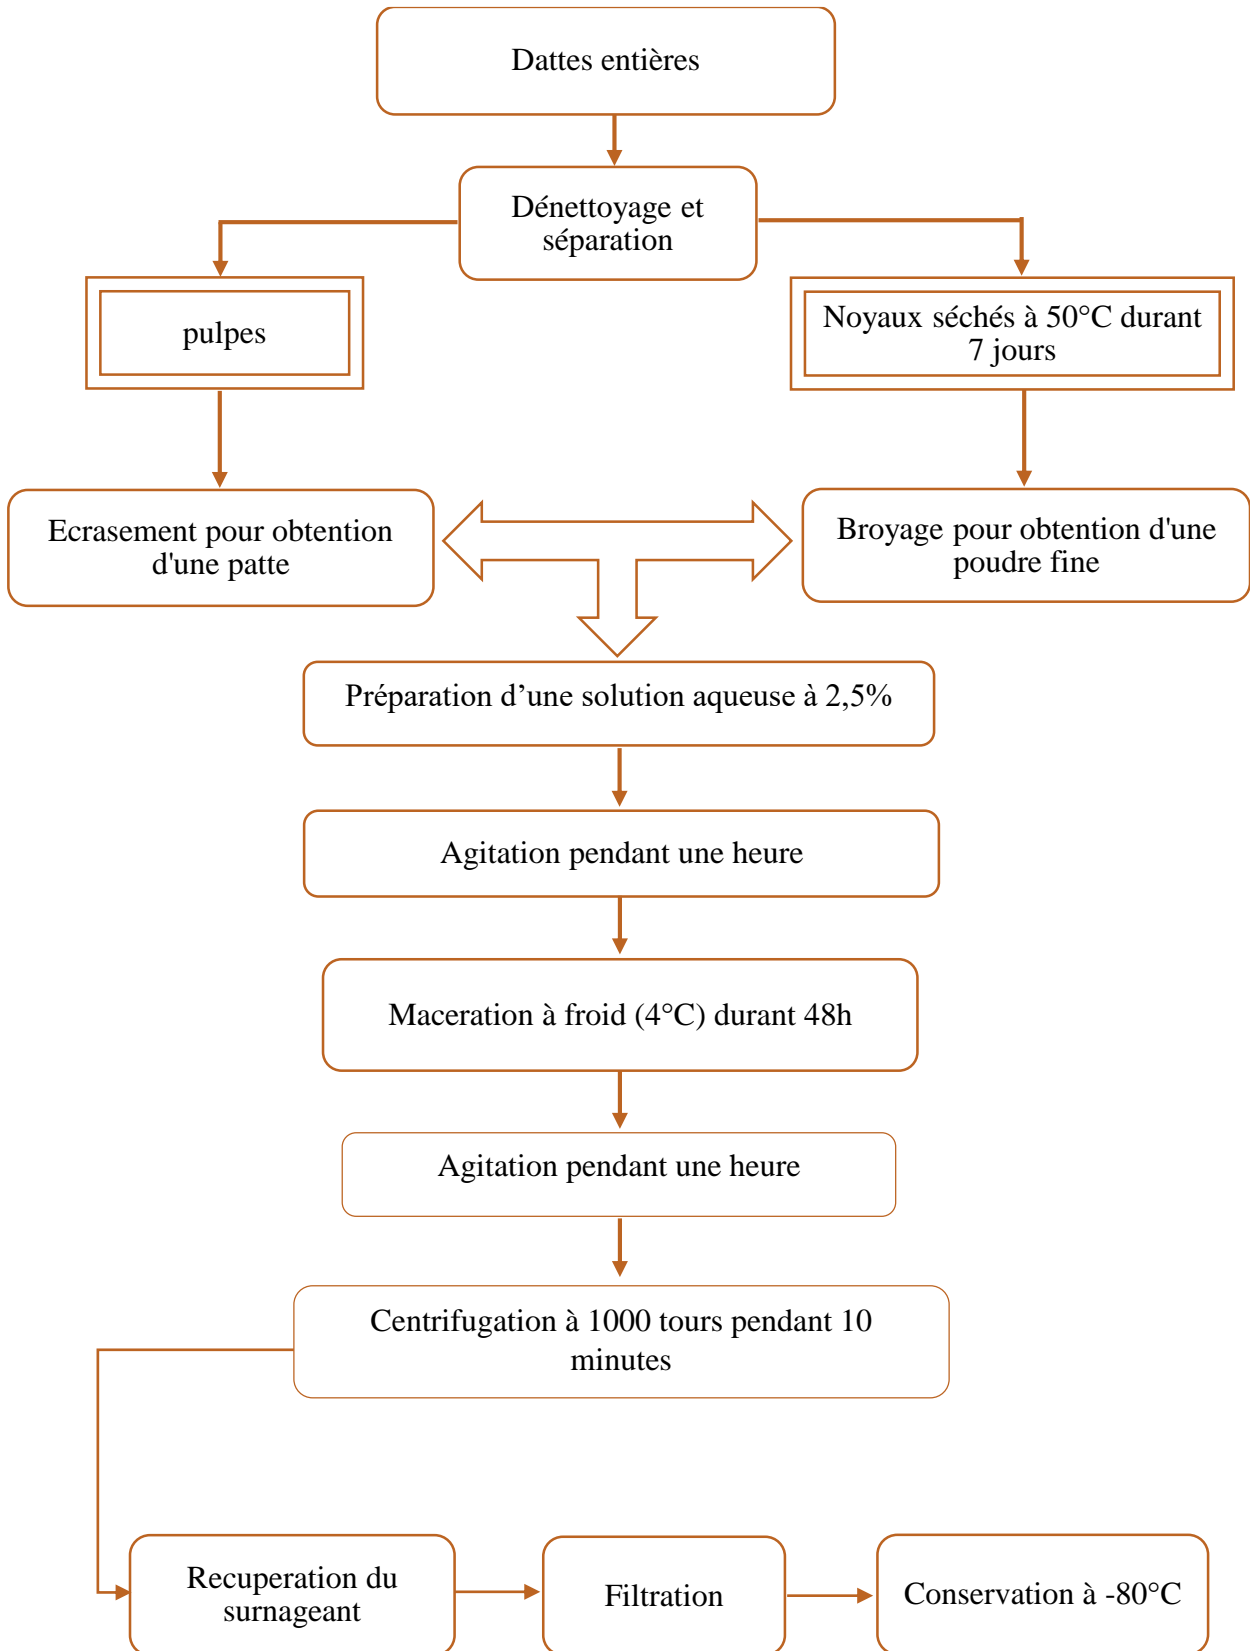 Dattes entières
Dénettoyage et
séparation
pulpes
Noyaux séchés à 50°C durant
7 jours
Ecrasement pour obtention
d'une patte
Broyage pour obtention d'une
poudre fine
Préparation d’une solution aqueuse à 2,5%
Agitation pendant une heure
Maceration à froid (4°C) durant 48h
Agitation pendant une heure
Centrifugation à 1000 tours pendant 10
minutes
Recuperation du
surnageant
Filtration
Conservation à -80°C